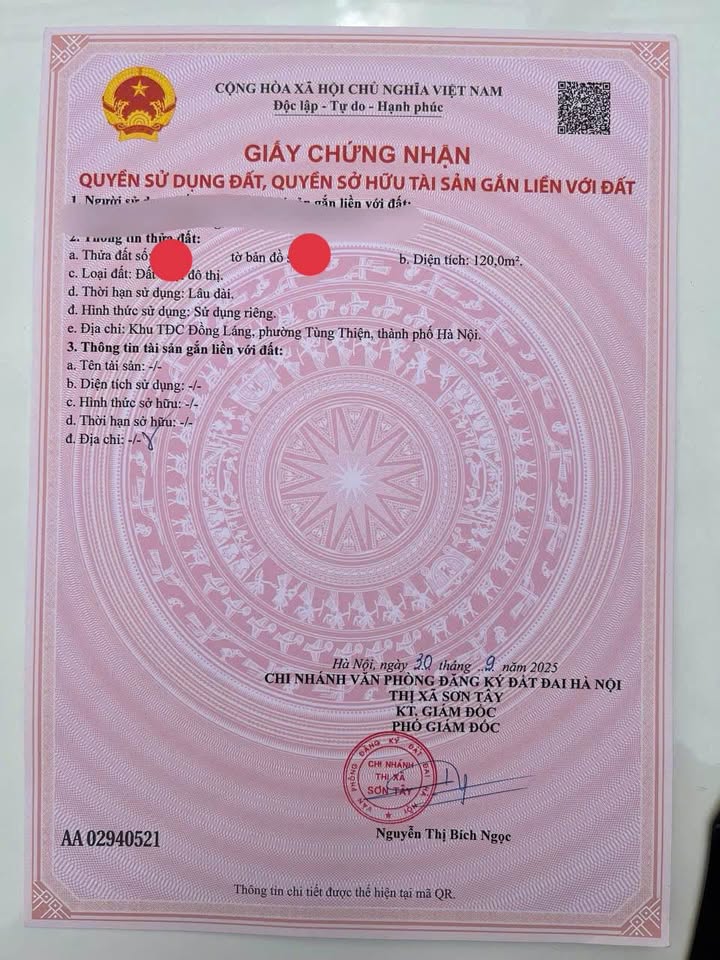 CỘNG HÒA XÃ HỘI CHỦ NGHĨA VIỆT NAM
Độc lập - Tự do - Hạnh phúc
GIẤY CHỨNG NHẬN
QUYỀN SỬ DỤNG ĐẤT, QUYỀN SỞ HỮU TÀI SẢN GẮN LIỀN VỚI ĐẤT
1. Người sử gắn liền với đất:
2. Thông tin thửa đất:
a. Thửa đất số: tờ bản đồ b. Diện tích: 120,0m².
c. Loại đất: Đất đô thị.
d. Thời hạn sử dụng: Lâu dài.
đ. Hình thức sử dụng: Sử dụng riêng.
e. Địa chỉ: Khu TĐC Đồng Láng, phường Tùng Thiện, thành phố Hà Nội.
3. Thông tin tài sản gắn liền với đất:
a. Tên tài sản: -/-
b. Diện tích sử dụng: -/-
c. Hình thức sở hữu: -/-
d. Thời hạn sở hữu: -/-
đ. Địa chỉ: -/-
Hà Nội, ngày 30 tháng 9 năm 2025
CHI NHÁNH VĂN PHÒNG ĐĂNG KÝ ĐẤT ĐAI HÀ NỘI
THỊ XÃ SƠN TÂY
KT. GIÁM ĐỐC
PHÓ GIÁM ĐỐC
VĂN PHÒNG ĐĂNG KÝ ĐẤT ĐAI HÀ NỘI
CHI NHÁNH
THỊ XÃ
SƠN TÂY
Nguyễn Thị Bích Ngọc
AA 02940521
Thông tin chi tiết được thể hiện tại mã QR.